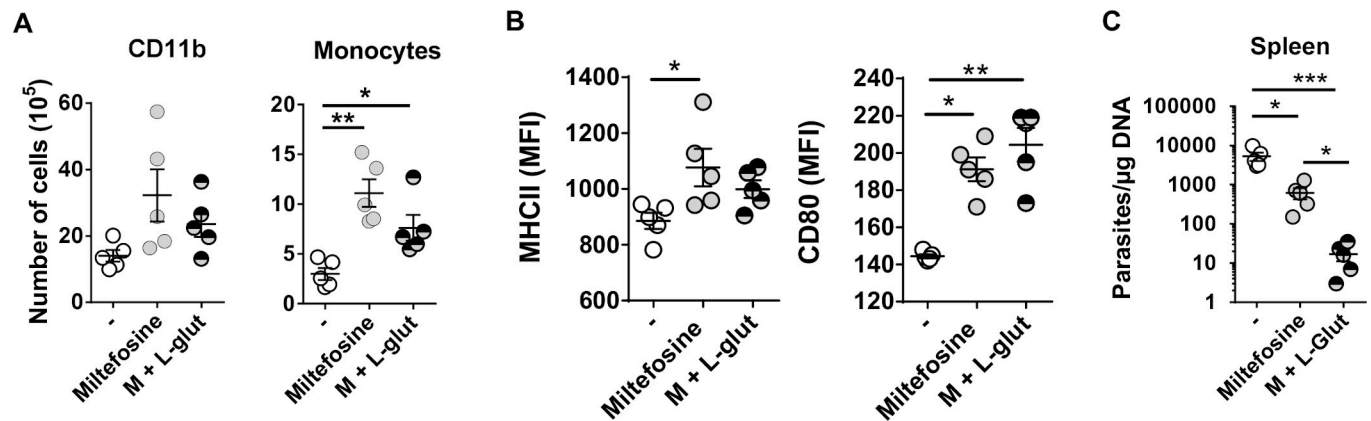 A
CD11b
Monocytes
Number of cells (10⁵)
60
40
20
0
-
Miltefosine
M + L-glut
20
15
10
5
0
*
**
-
Miltefosine
M + L-glut
B
MHCII (MFI)
1400
1200
1000
800
600
*
-
Miltefosine
M + L-glut
CD80 (MFI)
240
220
200
180
160
140
120
**
*
-
Miltefosine
M + L-glut
C
Spleen
Parasites/µg DNA
100000
10000
1000
100
10
1
***
*
*
-
Miltefosine
M + L-Glut